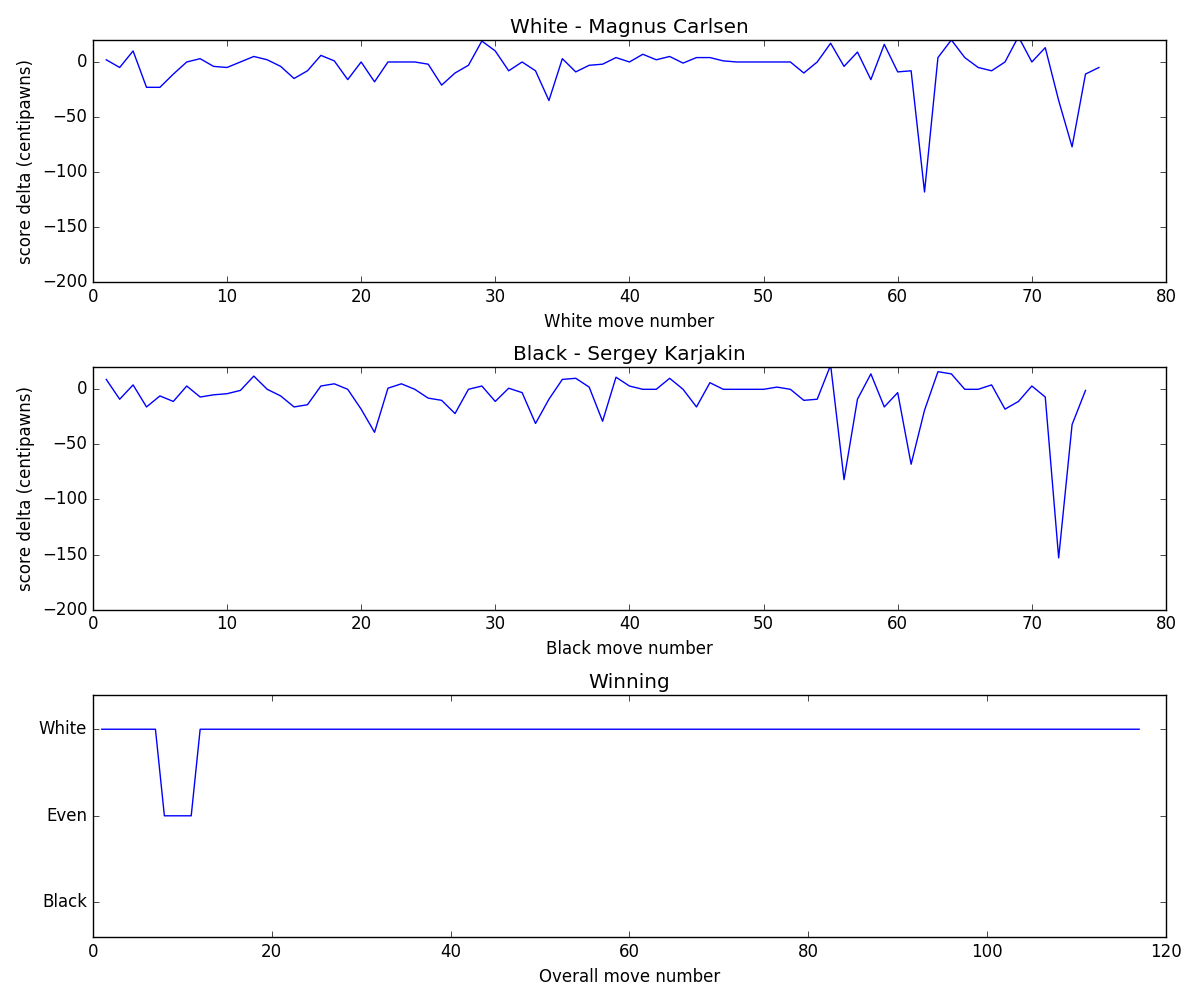 White - Magnus Carlsen
score delta (centipawns)
0
−50
−100
−150
−200
0 10 20 30 40 50 60 70 80
White move number
Black - Sergey Karjakin
score delta (centipawns)
0
−50
−100
−150
−200
0 10 20 30 40 50 60 70 80
Black move number
Winning
White
Even
Black
0 20 40 60 80 100 120
Overall move number